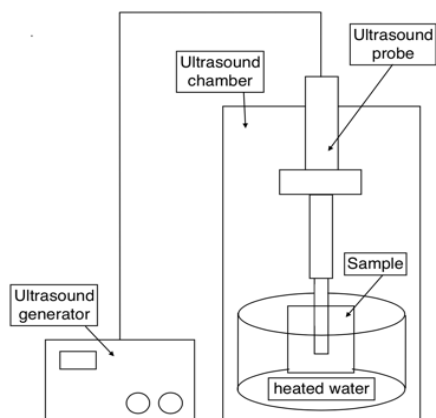 Ultrasound
probe
Ultrasound
chamber
Sample
Ultrasound
generator
heated water